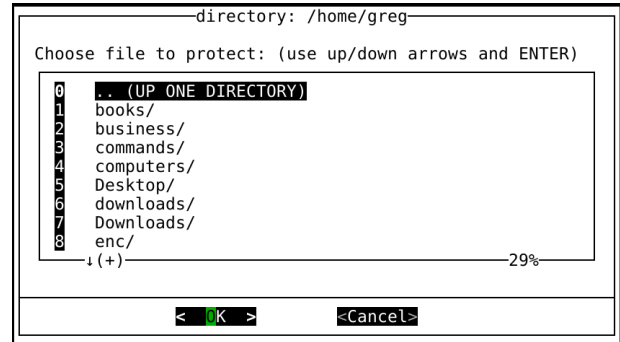 directory: /home/greg
Choose file to protect: (use up/down arrows and ENTER)
0 .. (UP ONE DIRECTORY)
1 books/
2 business/
3 commands/
4 computers/
5 Desktop/
6 downloads/
7 Downloads/
8 enc/
↓(+) 29%
< OK > <Cancel>